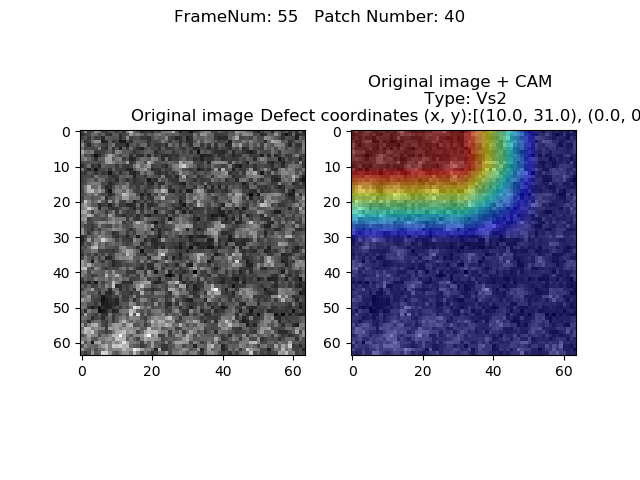 FrameNum: 55   Patch Number: 40
Original image + CAM
Type: Vs2
Original image Defect coordinates (x, y):[(10.0, 31.0), (0.0, 0
0 0
10 10
20 20
30 30
40 40
50 50
60 60
0 20 40 60 0 20 40 60